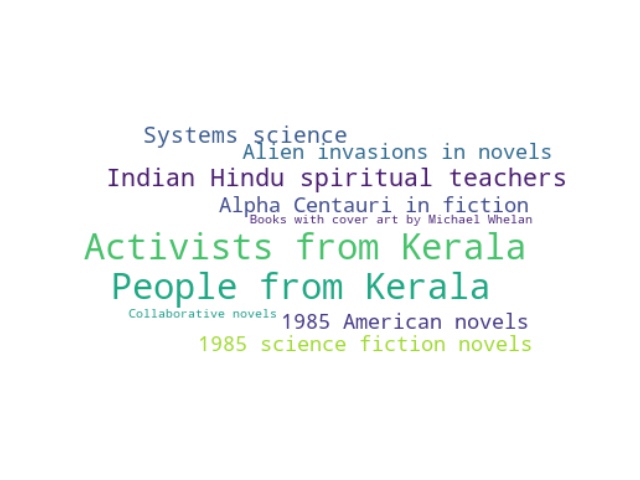 Systems science
Alien invasions in novels
Indian Hindu spiritual teachers
Alpha Centauri in fiction
Books with cover art by Michael Whelan
Activists from Kerala
People from Kerala
Collaborative novels
1985 American novels
1985 science fiction novels